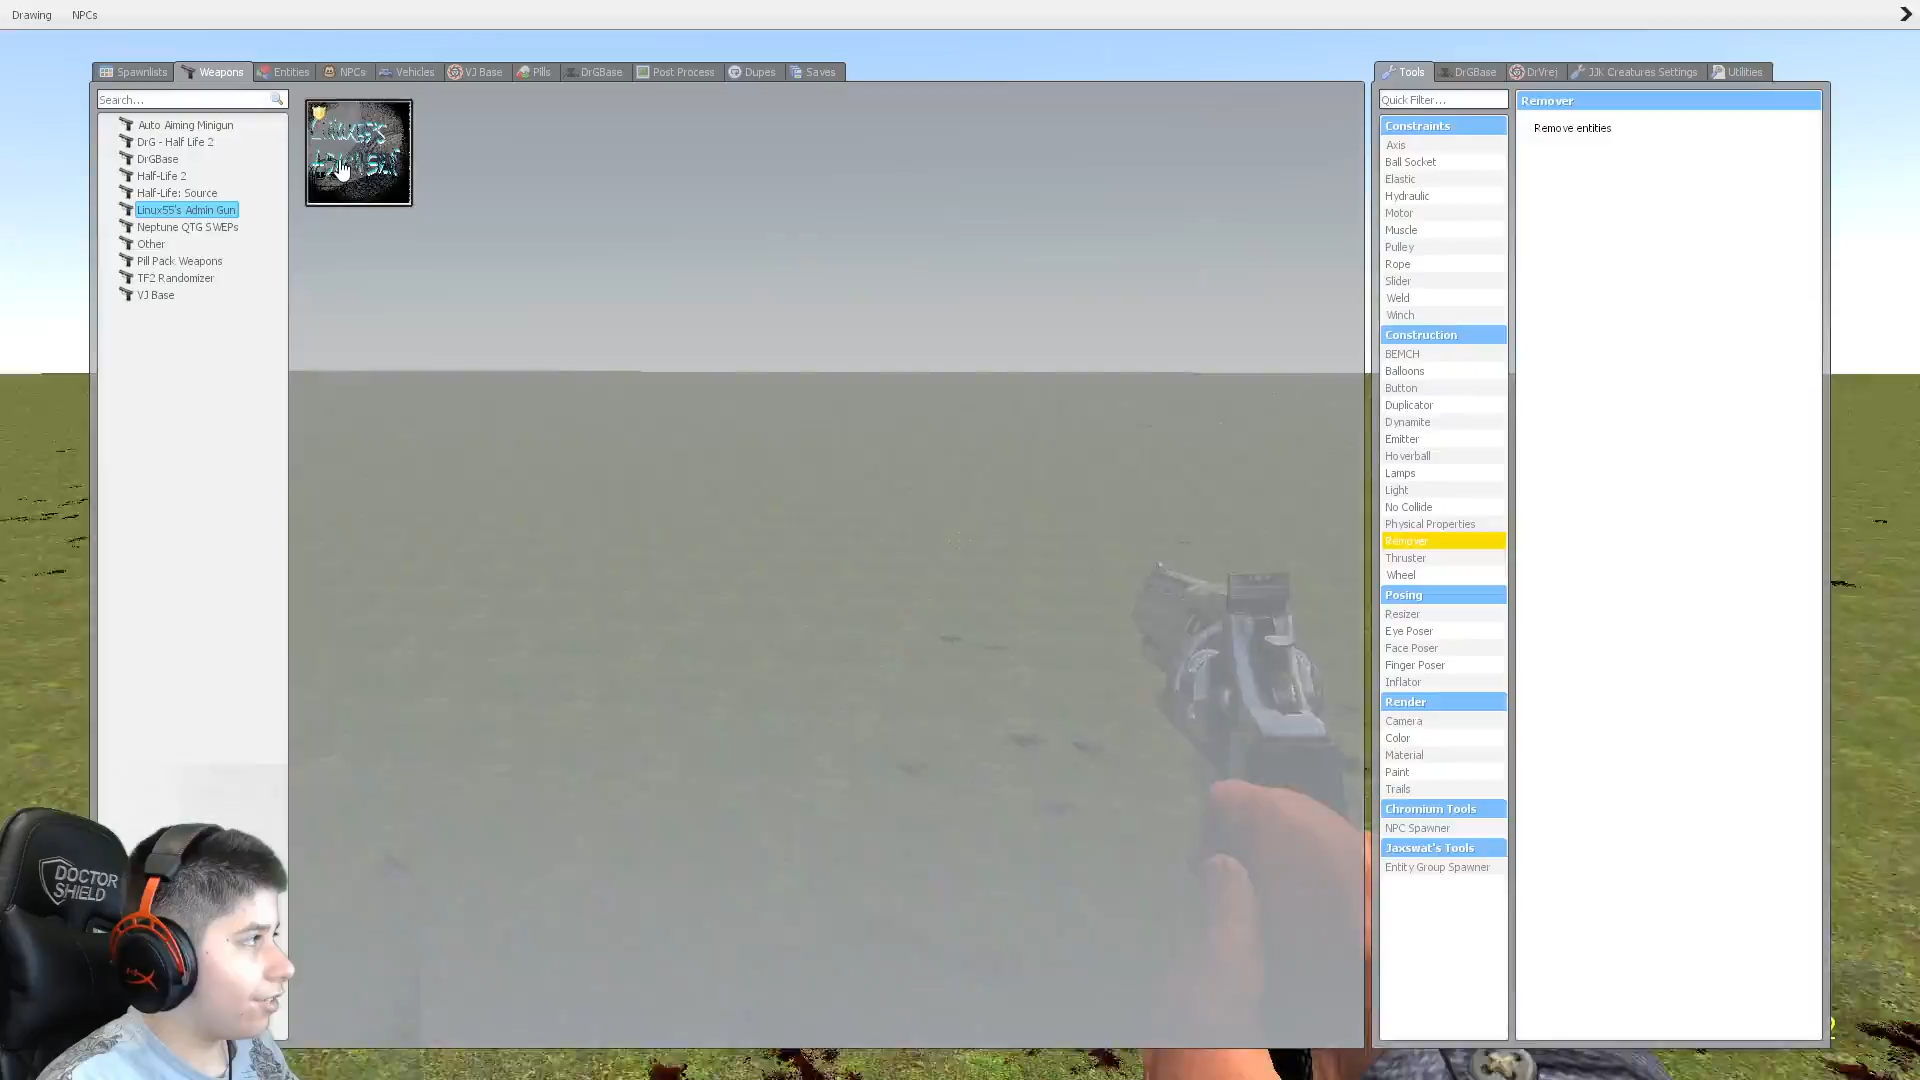 Drawing NPCs
Spawnlists Weapons Entities NPCs Vehicles VJ Base Pills DrGBase Post Process Dupes Saves
Search...
Auto Aiming Minigun
DrG - Half Life 2
DrGBase
Half-Life 2
Half-Life: Source
Linux55's Admin Gun
Neptune QTG SWEPs
Other
Pill Pack Weapons
TF2 Randomizer
VJ Base
Linux55's
DOCTOR
SHIELD
Tools DrGBase DrVrej JJk Creatures Settings Utilities
Quick Filter...
Constraints
Axis
Ball Socket
Elastic
Hydraulic
Motor
Muscle
Pulley
Rope
Slider
Weld
Winch
Construction
BEMCH
Balloons
Button
Duplicator
Dynamite
Emitter
Hoverball
Lamps
Light
No Collide
Physical Properties
Remover
Thruster
Wheel
Posing
Resizer
Eye Poser
Face Poser
Finger Poser
Inflator
Render
Camera
Color
Material
Paint
Trails
Chromium Tools
NPC Spawner
Jaxswat's Tools
Entity Group Spawner
Remover
Remove entities